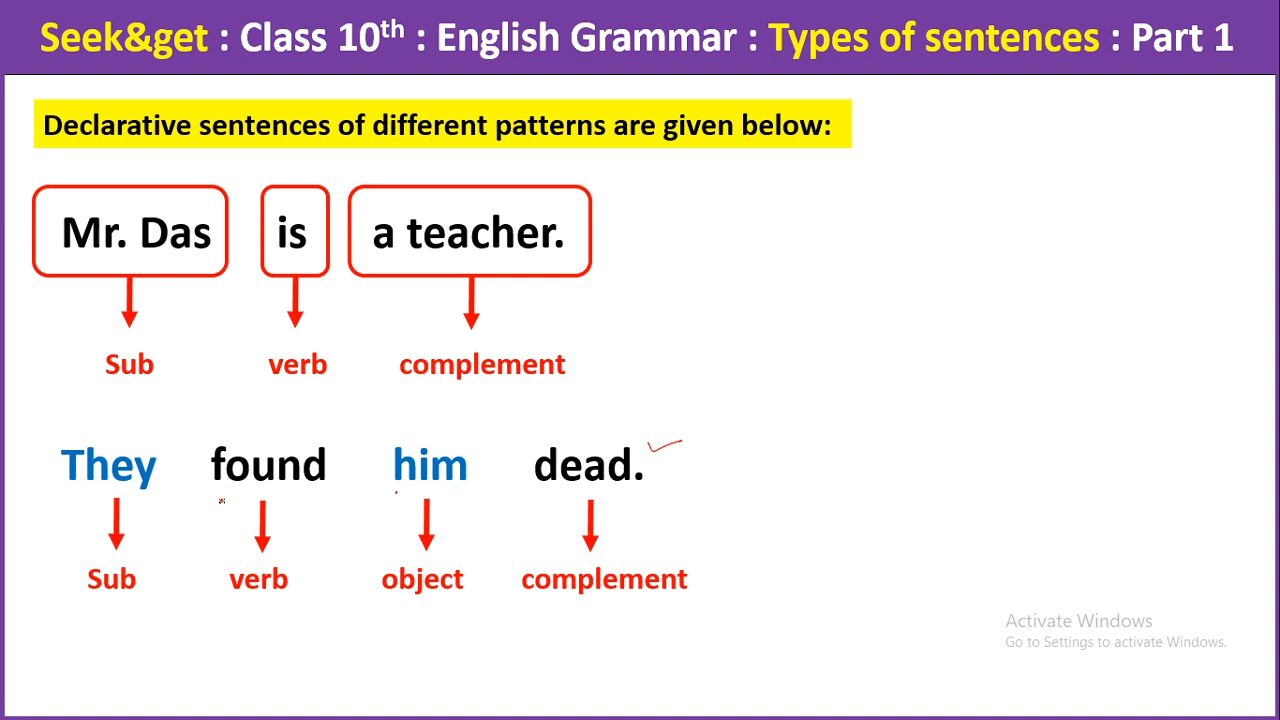 Seek&get : Class 10th : English Grammar : Types of sentences : Part 1
Declarative sentences of different patterns are given below:
Mr. Das is a teacher.
Sub verb complement
They found him dead.
Sub verb object complement
Activate Windows
Go to Settings to activate Windows.